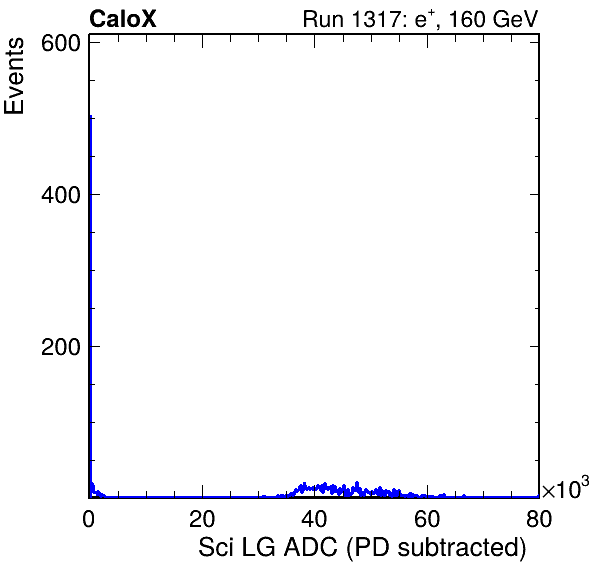 CaloX Run 1317: e⁺, 160 GeV
Events
600
400
200
0 20 40 60 80
×10³
Sci LG ADC (PD subtracted)